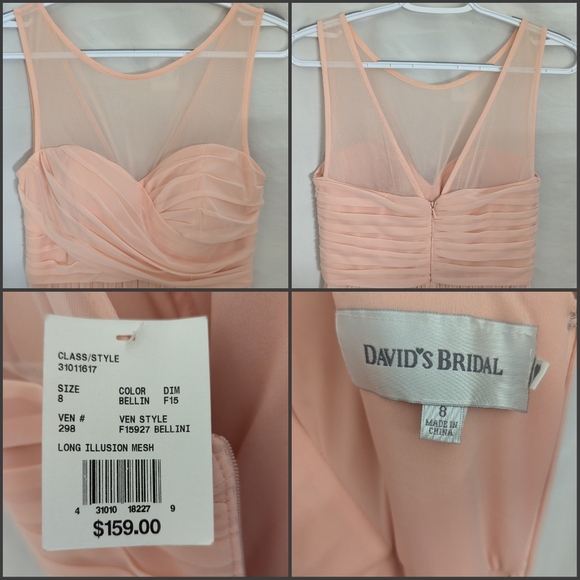 CLASS/STYLE
31011617
SIZE COLOR DIM
8 BELLIN F15
VEN # VEN STYLE
298 F15927 BELLINI
LONG ILLUSION MESH
4 31010 18227 9
$159.00
DAVID'S BRIDAL
8
MADE IN
CHINA